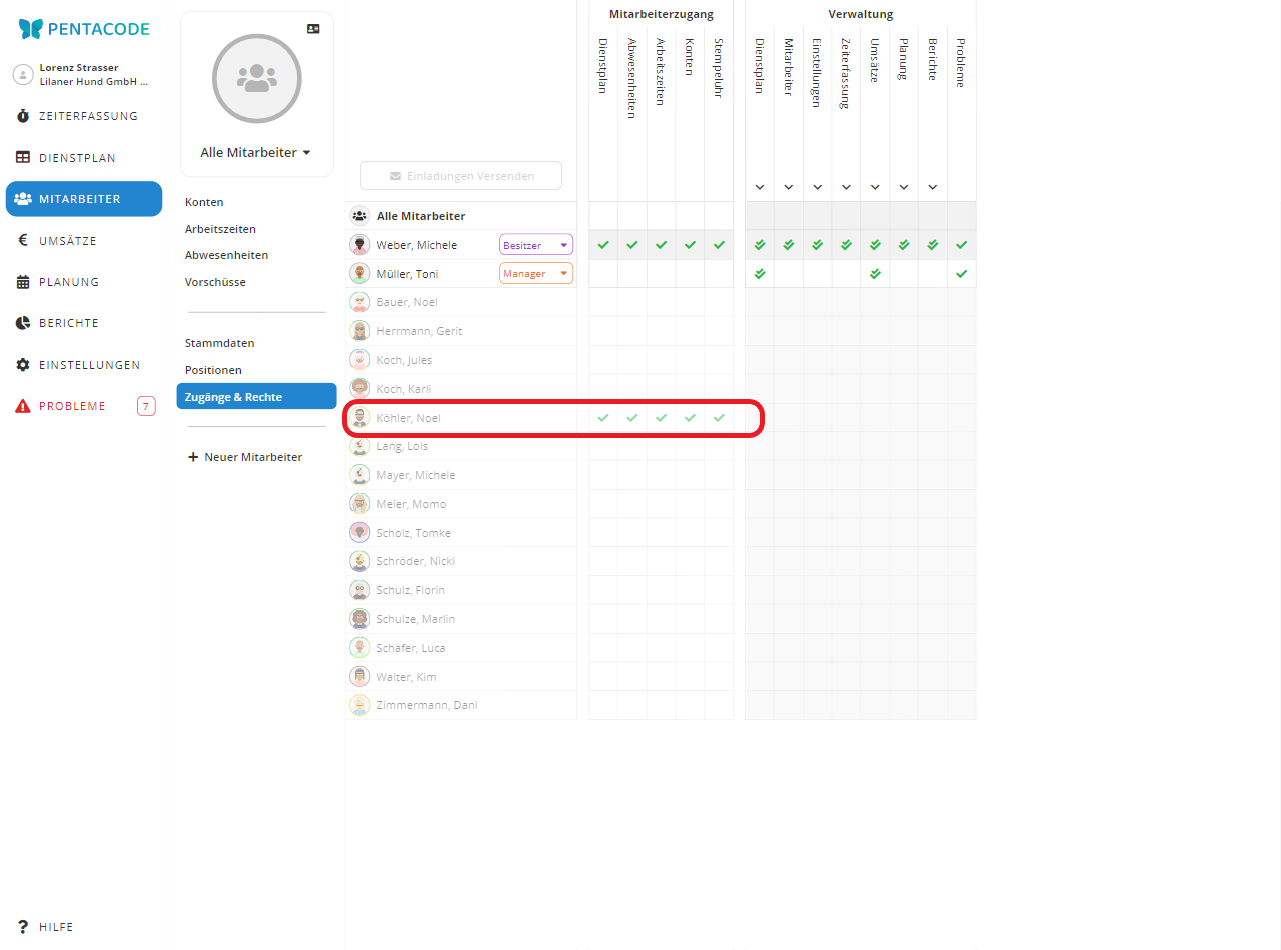 PENTACODE
Lorenz Strasser
Lilaner Hund GmbH ...
ZEITERFASSUNG
DIENSTPLAN
MITARBEITER
UMSÄTZE
PLANUNG
BERICHTE
EINSTELLUNGEN
PROBLEME 7
HILFE
Alle Mitarbeiter
Konten
Arbeitszeiten
Abwesenheiten
Vorschüsse
Stammdaten
Positionen
Zugänge & Rechte
Neuer Mitarbeiter
Einladungen Versenden
Mitarbeiterzugang
Dienstplan
Abwesenheiten
Arbeitszeiten
Konten
Stempeluhr
Verwaltung
Dienstplan
Mitarbeiter
Einstellungen
Zeiterfassung
Umsätze
Planung
Berichte
Probleme
Alle Mitarbeiter
Weber, Michele Besitzer
Müller, Toni Manager
Bauer, Noel
Herrmann, Gerit
Koch, Jules
Koch, Karli
Köhler, Noel
Lang, Lois
Mayer, Michele
Meier, Momo
Scholz, Tomke
Schröder, Nicki
Schulz, Florin
Schulze, Marlin
Schäfer, Luca
Walter, Kim
Zimmermann, Dani